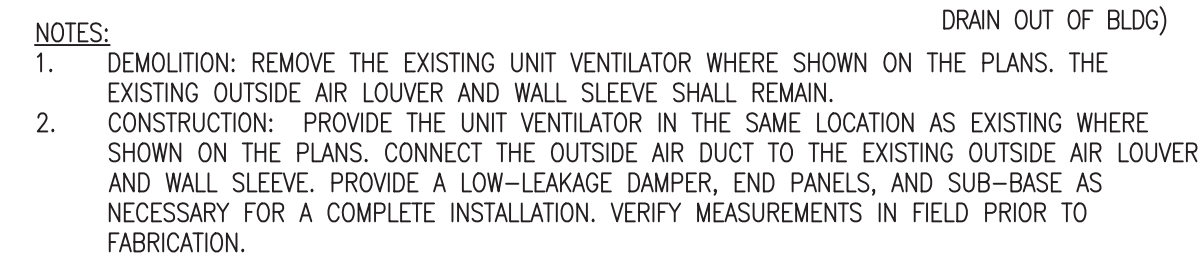 DRAIN OUT OF BLDG)
NOTES:
1. DEMOLITION: REMOVE THE EXISTING UNIT VENTILATOR WHERE SHOWN ON THE PLANS. THE
EXISTING OUTSIDE AIR LOUVER AND WALL SLEEVE SHALL REMAIN.
2. CONSTRUCTION: PROVIDE THE UNIT VENTILATOR IN THE SAME LOCATION AS EXISTING WHERE
SHOWN ON THE PLANS. CONNECT THE OUTSIDE AIR DUCT TO THE EXISTING OUTSIDE AIR LOUVER
AND WALL SLEEVE. PROVIDE A LOW-LEAKAGE DAMPER, END PANELS, AND SUB-BASE AS
NECESSARY FOR A COMPLETE INSTALLATION. VERIFY MEASUREMENTS IN FIELD PRIOR TO
FABRICATION.